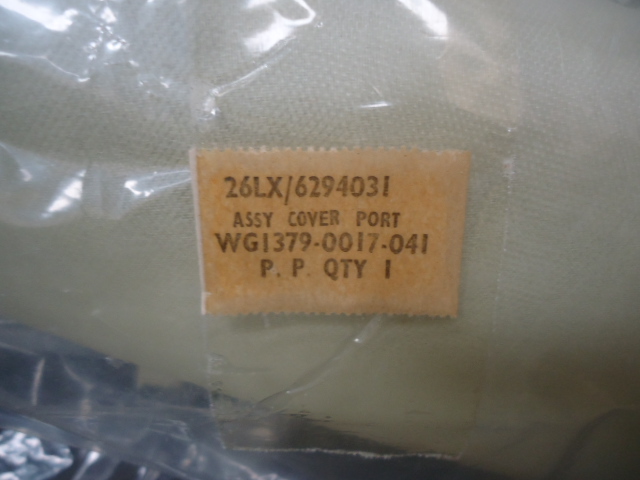 26LX/6294031
ASSY COVER PORT
WG1379-0017-041
P. P. QTY 1